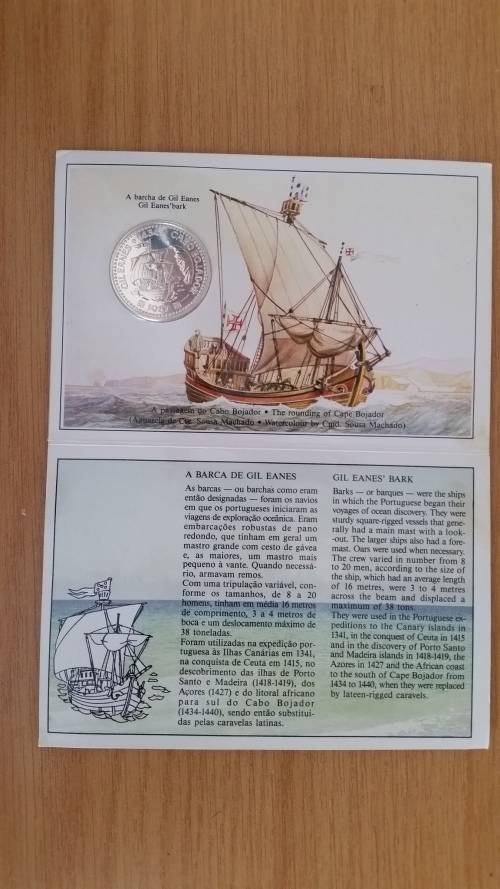 A barcha de Gil Eanes
Gil Eanes'bark
GIL EANES
1434
A passagem do Cabo Bojador • The rounding of Cape Bojador
(Aguarela de Cte. Sousa Machado • Watercolour by Cmd. Sousa Machado)
A BARCA DE GIL EANES
As barcas — ou barchas como eram
então designadas — foram os navios
em que os portugueses iniciaram as
viagens de exploração oceânica. Eram
embarcações robustas de pano
redondo, que tinham em geral um
mastro grande com cesto de gávea
e, as maiores, um mastro mais
pequeno à vante. Quando necessá-
rio, armavam remos.
Com uma tripulação variável, con-
forme os tamanhos, de 8 a 20
homens, tinham em média 16 metros
de comprimento, 3 a 4 metros de
boca e um deslocamento máximo de
38 toneladas.
Foram utilizadas na expedição por-
tuguesa às Ilhas Canárias em 1341,
na conquista de Ceuta em 1415, no
descobrimento das ilhas de Porto
Santo e Madeira (1418-1419), dos
Açores (1427) e do litoral africano
para sul do Cabo Bojador
(1434-1440), sendo então substituí-
das pelas caravelas latinas.
GIL EANES' BARK
Barks — or barques — were the ships
in which the Portuguese began their
voyages of ocean discovery. They were
sturdy square-rigged vessels that gene-
rally had a main mast with a look-
-out. The larger ships also had a fore-
mast. Oars were used when necessary.
The crew varied in number from 8
to 20 men, according to the size of
the ship, which had an average length
of 16 metres, were 3 to 4 metres
across the beam and displaced a
maximum of 38 tons.
They were used in the Portuguese ex-
peditions to the Canary islands in
1341, in the conquest of Ceuta in 1415
and in the discovery of Porto Santo
and Madeira islands in 1418-1419, the
Azores in 1427 and the African coast
to the south of Cape Bojador from
1434 to 1440, when they were replaced
by lateen-rigged caravels.